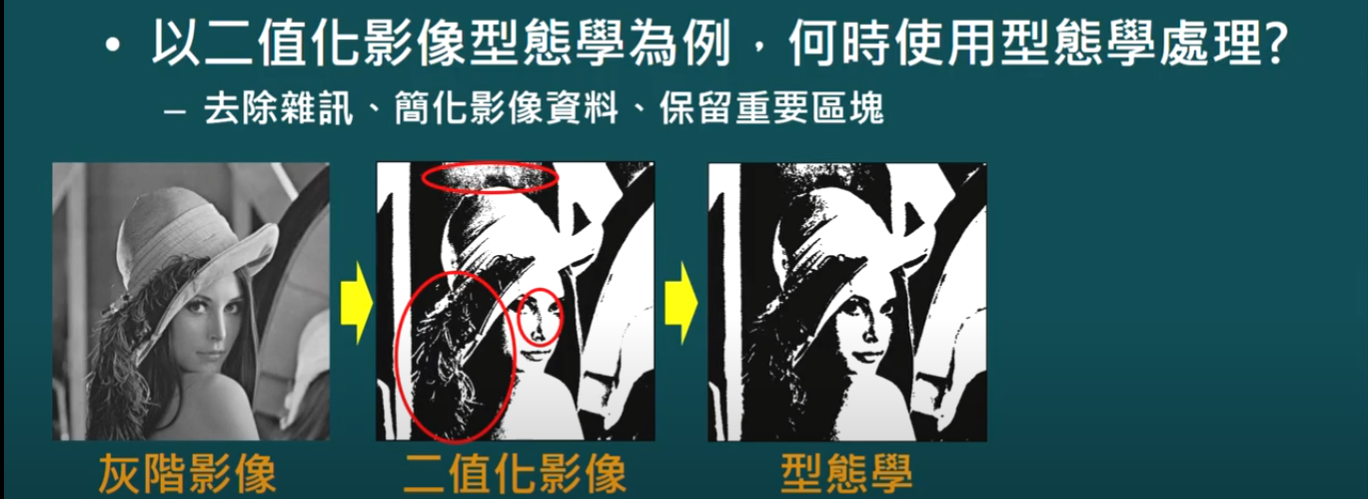 • 以二值化影像型態學為例，何時使用型態學處理?
– 去除雜訊、簡化影像資料、保留重要區塊
灰階影像
二值化影像
型態學